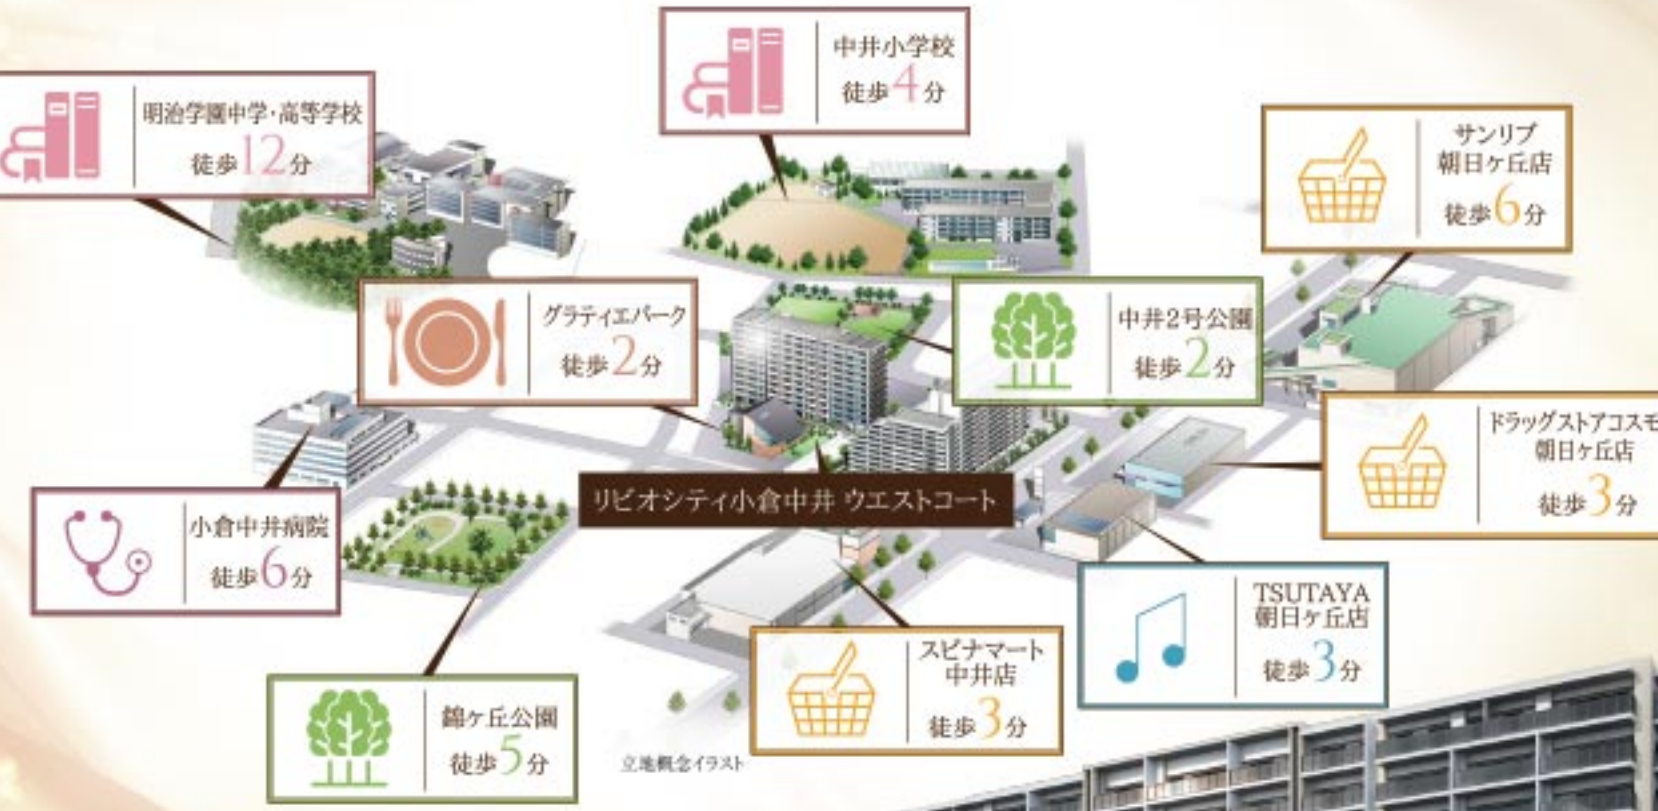 中井小学校
徒歩4分
明治学園中学・高等学校
徒歩12分
サンリブ
朝日ヶ丘店
徒歩6分
グラティエパーク
徒歩2分
中井2号公園
徒歩2分
ドラッグストアコスモ
朝日ヶ丘店
徒歩3分
リビオシティ小倉中井 ウエストコート
小倉中井病院
徒歩6分
TSUTAYA
朝日ヶ丘店
徒歩3分
スピナマート
中井店
徒歩3分
錦ヶ丘公園
徒歩5分
立地概念イラスト